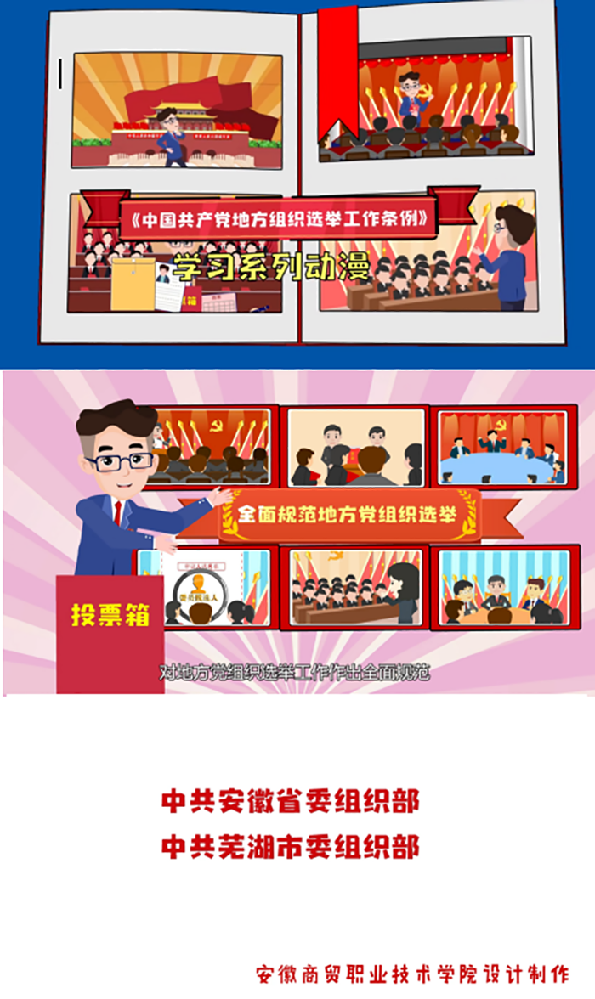 《中国共产党地方组织选举工作条例》
学习系列动漫
全面规范地方党组织选举
投票箱
对地方党组织选举工作作出全面规范
中共安徽省委组织部
中共芜湖市委组织部
安徽商贸职业技术学院设计制作